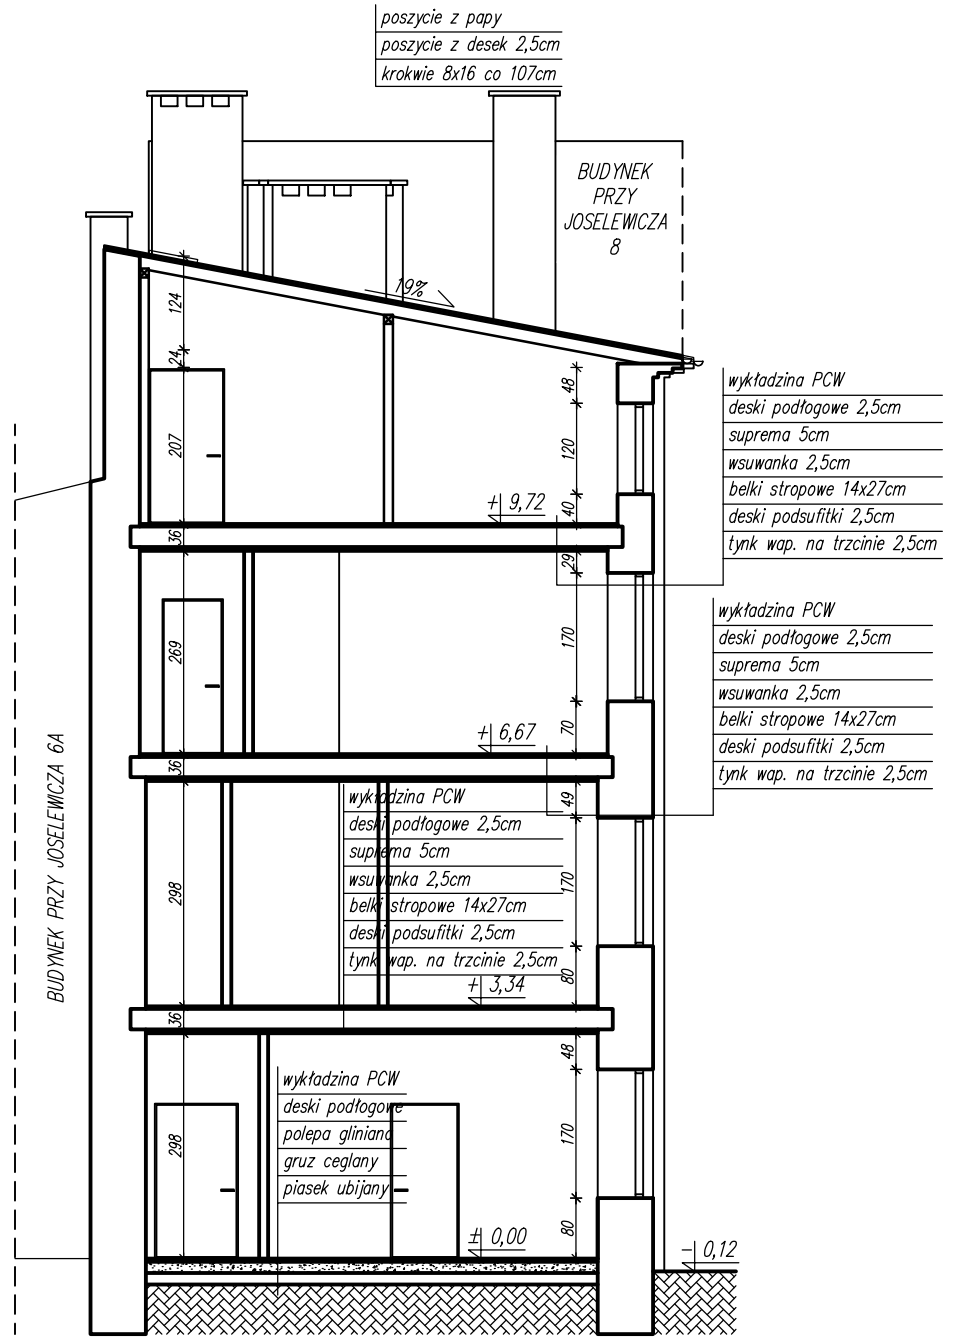 poszycie z papy
poszycie z desek 2,5cm
krokwie 8x16 co 107cm
BUDYNEK
PRZY
JOSELEWICZA
8
19%
124
24
207
36
269
36
298
36
298
48
120
40
29
170
70
49
170
80
48
170
80
+ 9,72
+ 6,67
+ 3,34
± 0,00
- 0,12
wykładzina PCW
deski podłogowe 2,5cm
suprema 5cm
wsuwanka 2,5cm
belki stropowe 14x27cm
deski podsufitki 2,5cm
tynk wap. na trzcinie 2,5cm
wykładzina PCW
deski podłogowe 2,5cm
suprema 5cm
wsuwanka 2,5cm
belki stropowe 14x27cm
deski podsufitki 2,5cm
tynk wap. na trzcinie 2,5cm
wykładzina PCW
deski podłogowe 2,5cm
suprema 5cm
wsuwanka 2,5cm
belki stropowe 14x27cm
deski podsufitki 2,5cm
tynk wap. na trzcinie 2,5cm
wykładzina PCW
deski podłogowe
polepa gliniana
gruz ceglany
piasek ubijany
BUDYNEK PRZY JOSELEWICZA 6A